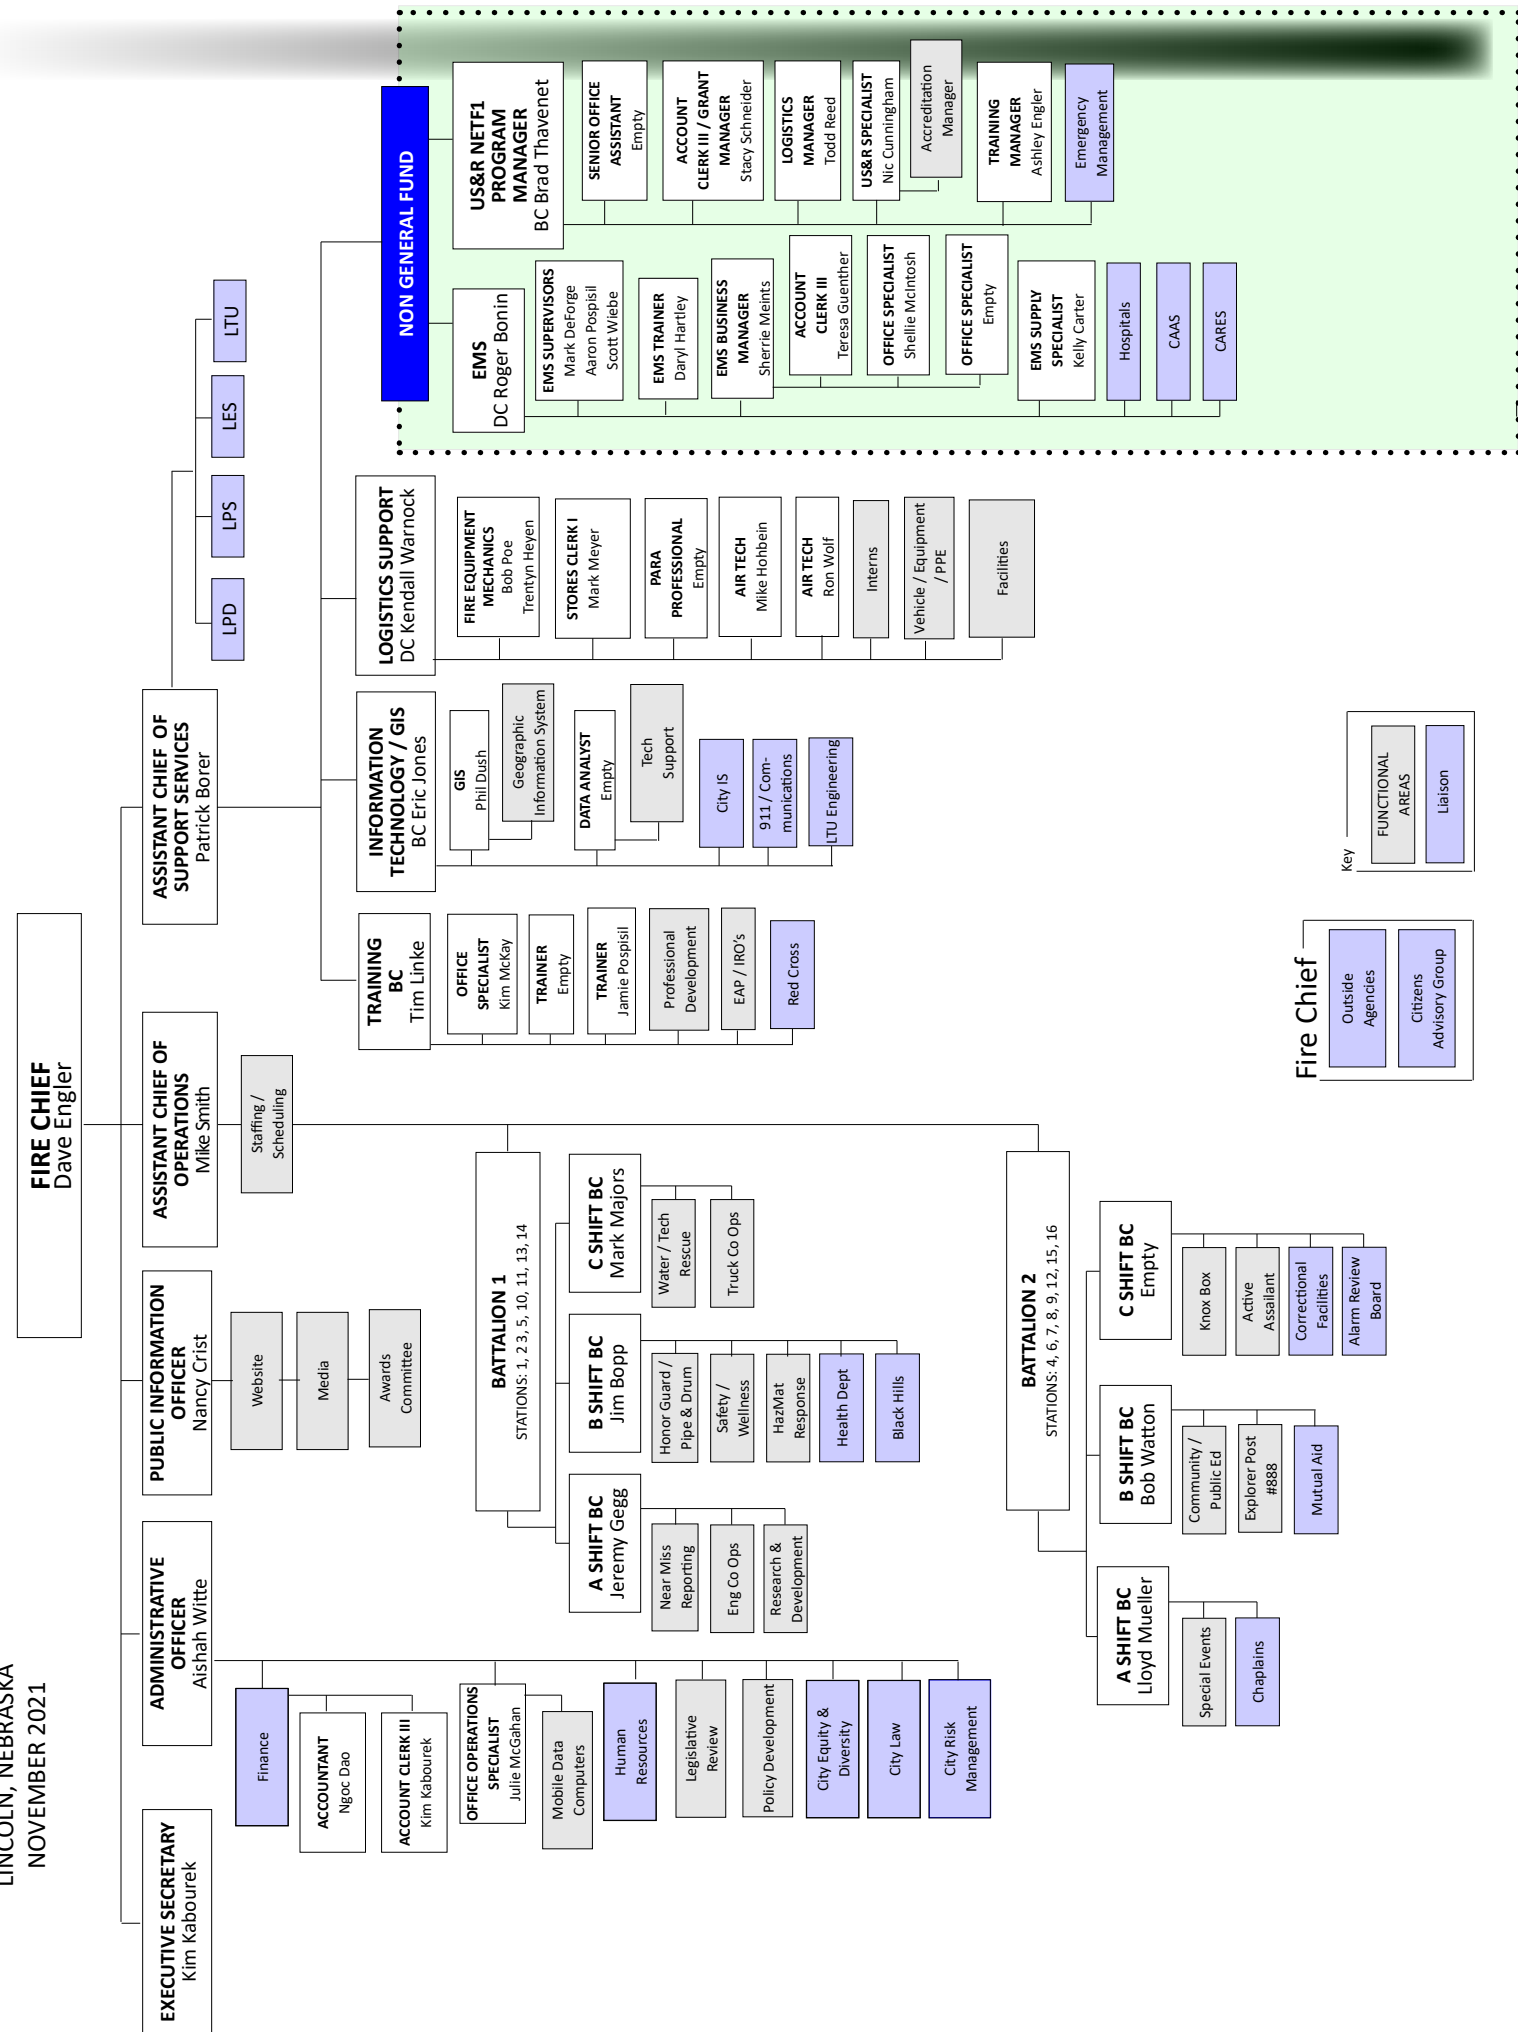 LINCOLN, NEBRASKA
NOVEMBER 2021
FIRE CHIEF
Dave Engler
EXECUTIVE SECRETARY
Kim Kabourek
ADMINISTRATIVE
OFFICER
Aishah Witte
Finance
ACCOUNTANT
Ngoc Dao
ACCOUNT CLERK III
Kim Kabourek
OFFICE OPERATIONS
SPECIALIST
Julie McGahan
Mobile Data
Computers
Human
Resources
Legislative
Review
Policy Development
City Equity &
Diversity
City Law
City Risk
Management
PUBLIC INFORMATION
OFFICER
Nancy Crist
Website
Media
Awards
Committee
ASSISTANT CHIEF OF
OPERATIONS
Mike Smith
Staffing /
Scheduling
BATTALION 1
STATIONS: 1, 2 3, 5, 10, 11, 13, 14
A SHIFT BC
Jeremy Gegg
Near Miss
Reporting
Eng Co Ops
Research &
Development
B SHIFT BC
Jim Bopp
Honor Guard /
Pipe & Drum
Safety /
Wellness
HazMat
Response
Health Dept
Black Hills
C SHIFT BC
Mark Majors
Water / Tech
Rescue
Truck Co Ops
BATTALION 2
STATIONS: 4, 6, 7, 8, 9, 12, 15, 16
A SHIFT BC
Lloyd Mueller
Special Events
Chaplains
B SHIFT BC
Bob Watton
Community /
Public Ed
Explorer Post
#888
Mutual Aid
C SHIFT BC
Empty
Knox Box
Active
Assailant
Correctional
Facilities
Alarm Review
Board
ASSISTANT CHIEF OF
SUPPORT SERVICES
Patrick Borer
LPD
LPS
LES
LTU
TRAINING
BC
Tim Linke
OFFICE
SPECIALIST
Kim McKay
TRAINER
Empty
TRAINER
Jamie Pospisil
Professional
Development
EAP / IRO's
Red Cross
INFORMATION
TECHNOLOGY / GIS
BC Eric Jones
GIS
Phil Dush
Geographic
Information System
DATA ANALYST
Empty
Tech
Support
City IS
911 / Com-
munications
LTU Engineering
LOGISTICS SUPPORT
DC Kendall Warnock
FIRE EQUIPMENT
MECHANICS
Bob Poe
Trentyn Heyen
STORES CLERK I
Mark Meyer
PARA
PROFESSIONAL
Empty
AIR TECH
Mike Hohbein
AIR TECH
Ron Wolf
Interns
Vehicle / Equipment
/ PPE
Facilities
NON GENERAL FUND
EMS
DC Roger Bonin
EMS SUPERVISORS
Mark DeForge
Aaron Pospisil
Scott Wiebe
EMS TRAINER
Daryl Hartley
EMS BUSINESS
MANAGER
Sherrie Meints
ACCOUNT
CLERK III
Teresa Guenther
OFFICE SPECIALIST
Shellie McIntosh
OFFICE SPECIALIST
Empty
EMS SUPPLY
SPECIALIST
Kelly Carter
Hospitals
CAAS
CARES
US&R NETF1
PROGRAM
MANAGER
BC Brad Thavenet
SENIOR OFFICE
ASSISTANT
Empty
ACCOUNT
CLERK III / GRANT
MANAGER
Stacy Schneider
LOGISTICS
MANAGER
Todd Reed
US&R SPECIALIST
Nic Cunningham
Accreditation
Manager
TRAINING
MANAGER
Ashley Engler
Emergency
Management
Fire Chief
Outside
Agencies
Citizens
Advisory Group
Key
FUNCTIONAL
AREAS
Liaison